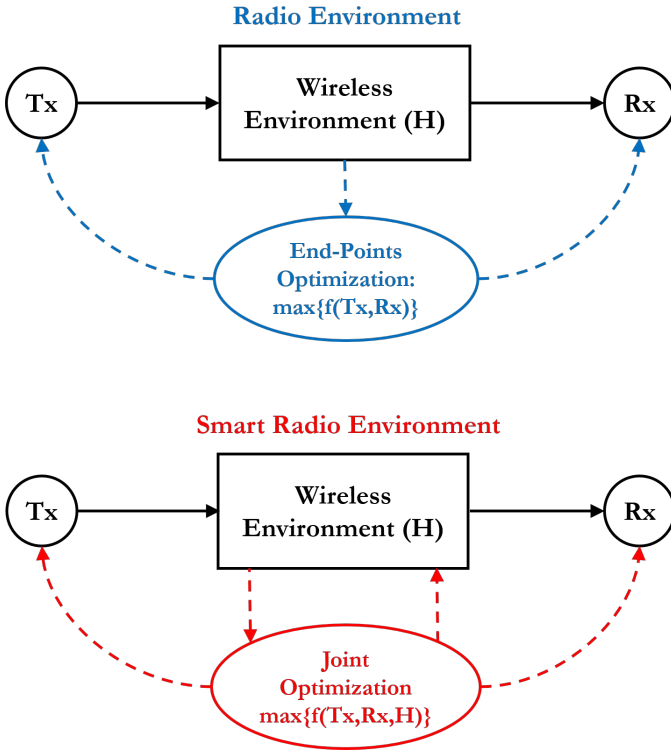 Radio Environment
Tx
Wireless
Environment (H)
Rx
End-Points
Optimization:
max{f(Tx,Rx)}
Smart Radio Environment
Tx
Wireless
Environment (H)
Rx
Joint
Optimization
max{f(Tx,Rx,H)}